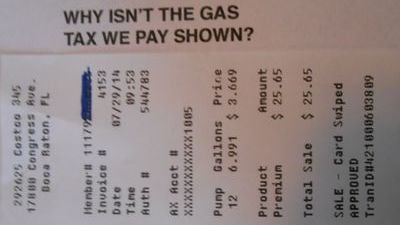 WHY ISN'T THE GAS
TAX WE PAY SHOWN?
292625 Costco 345
17800 Congress Ave.
Boca Raton, FL
Member# 11179
Invoice # 4153
Date 07/29/14
Time 09:53
Auth # 544783
AX Acct #
XXXXXXXXXXX1005
Pump Gallons Price
12 6.991 $ 3.669
Product Amount
Premium $ 25.65
Total Sale $ 25.65
SALE - Card Swiped
APPROVED
TranID#421000603809